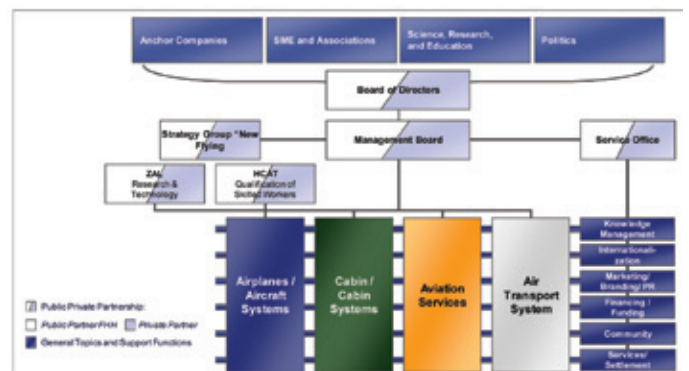 Anchor Companies
SME and Associations
Science, Research,
and Education
Politics
Board of Directors
Strategy Group "New
Flying
Management Board
Service Office
ZAL
Research &
Technology
HCAT
Qualification of
Skilled Workers
Airplanes /
Aircraft
Systems
Cabin /
Cabin
Systems
Aviation
Services
Air
Transport
System
Knowledge
Management
Internationali-
zation
Marketing/
Branding/ PR
Financing /
Funding
Community
Services/
Settlement
Public Private Partnership:
Public Partner/FHH
Private Partner
General Topics and Support Functions